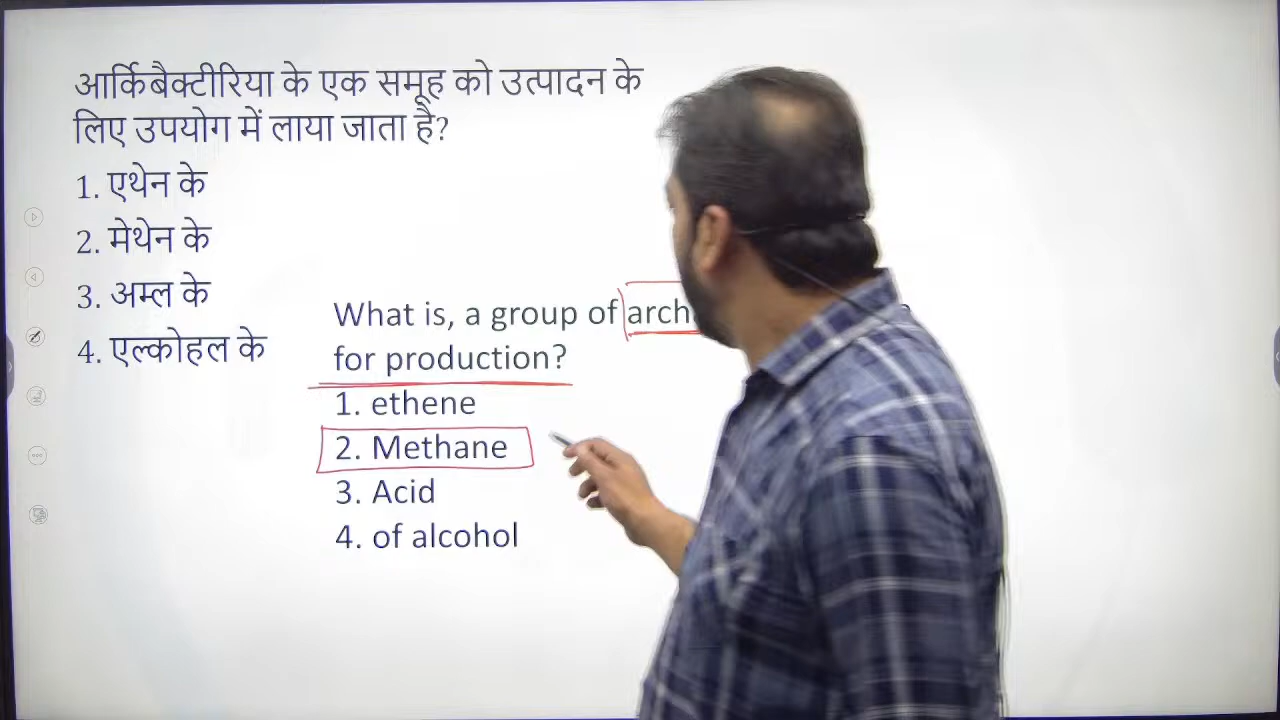 आर्किबैक्टीरिया के एक समूह को उत्पादन के
लिए उपयोग में लाया जाता है?
1. एथेन के
2. मेथेन के
3. अम्ल के
4. एल्कोहल के
What is, a group of
for production?
1. ethene
2. Methane
3. Acid
4. of alcohol